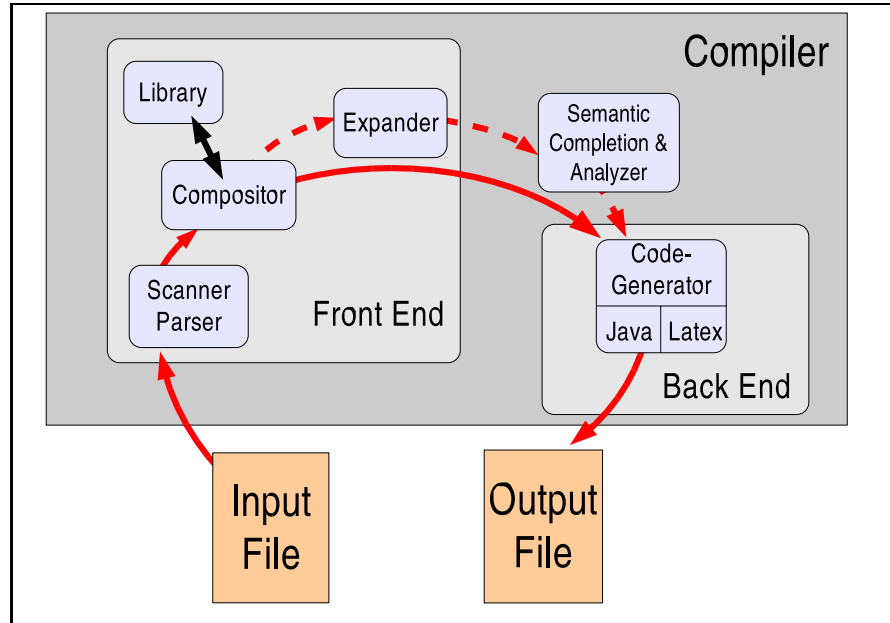 Compiler
Library
Expander
Semantic
Completion &
Analyzer
Compositor
Scanner
Parser
Front End
Code-
Generator
Java
Latex
Back End
Input
File
Output
File